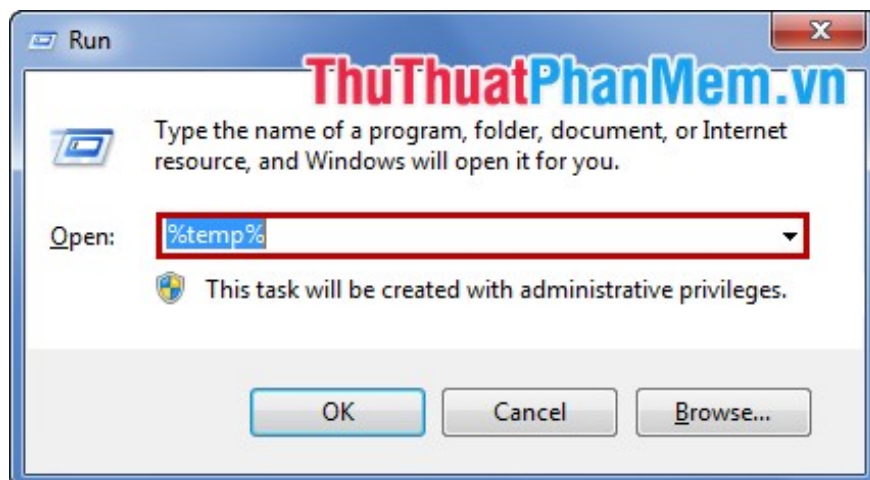 Run
ThuThuatPhanMem.vn
Type the name of a program, folder, document, or Internet
resource, and Windows will open it for you.
Open: %temp%
This task will be created with administrative privileges.
OK Cancel Browse...